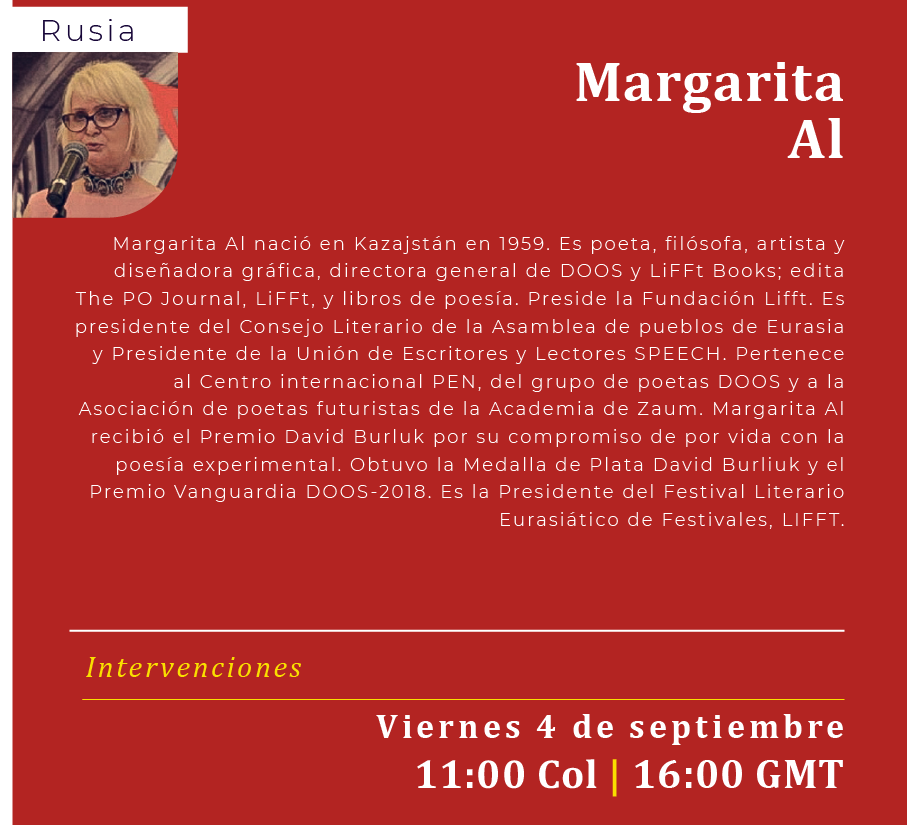 Rusia
Margarita
Al
Margarita Al nació en Kazajstán en 1959. Es poeta, filósofa, artista y
diseñadora gráfica, directora general de DOOS y LiFFt Books; edita
The PO Journal, LiFFt, y libros de poesía. Preside la Fundación Lifft. Es
presidente del Consejo Literario de la Asamblea de pueblos de Eurasia
y Presidente de la Unión de Escritores y Lectores SPEECH. Pertenece
al Centro internacional PEN, del grupo de poetas DOOS y a la
Asociación de poetas futuristas de la Academia de Zaum. Margarita Al
recibió el Premio David Burluk por su compromiso de por vida con la
poesía experimental. Obtuvo la Medalla de Plata David Burliuk y el
Premio Vanguardia DOOS-2018. Es la Presidente del Festival Literario
Eurasiático de Festivales, LIFFT.
Intervenciones
Viernes 4 de septiembre
11:00 Col | 16:00 GMT